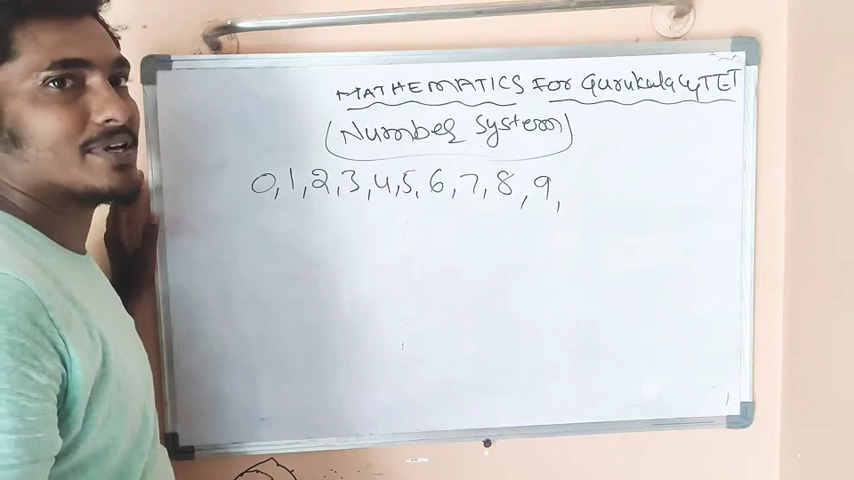 MATHEMATICS FOR Gurukula, TET
(Number System)
0,1,2,3,4,5,6,7,8,9,